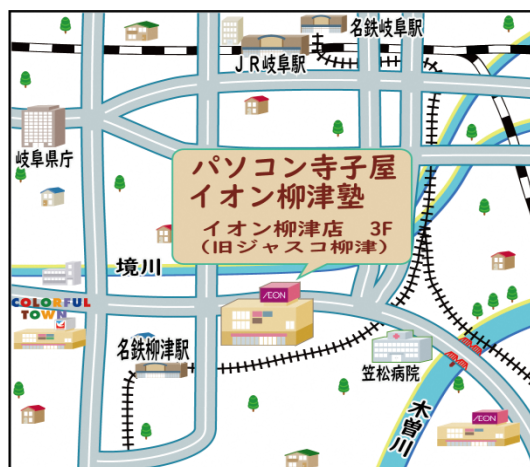 名鉄岐阜駅
JR岐阜駅
岐阜県庁
パソコン寺子屋
イオン柳津塾
イオン柳津店 3F
(旧ジャスコ柳津)
境川
COLORFUL
TOWN
ÆON
名鉄柳津駅
笠松病院
木曽川
ÆON